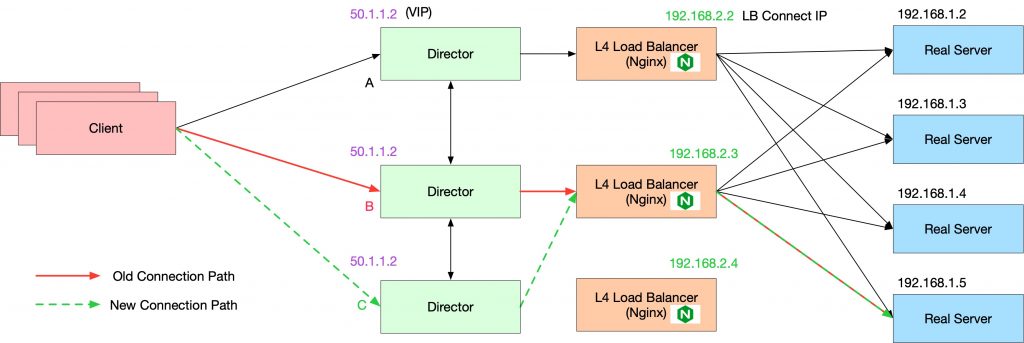 50.1.1.2 (VIP)
192.168.2.2 LB Connect IP
192.168.1.2
Director
L4 Load Balancer
(Nginx)
Real Server
A
192.168.1.3
Client
Real Server
50.1.1.2
192.168.2.3
Director
L4 Load Balancer
(Nginx)
192.168.1.4
B
Real Server
50.1.1.2
192.168.2.4
192.168.1.5
Old Connection Path
New Connection Path
C
Director
L4 Load Balancer
(Nginx)
Real Server